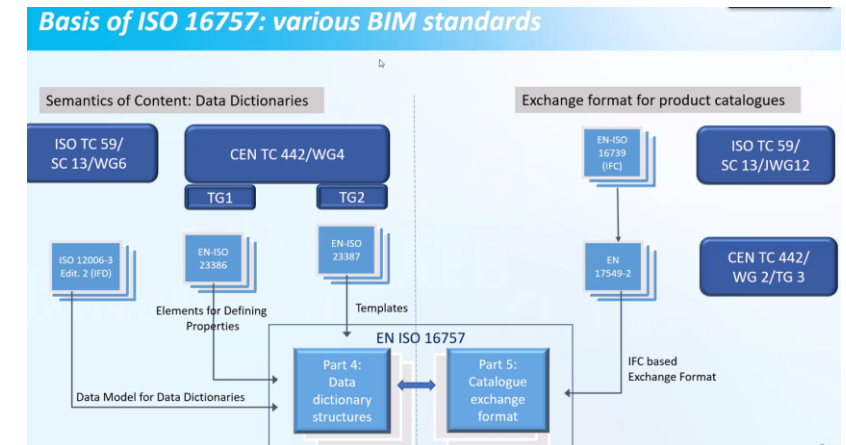 Basis of ISO 16757: various BIM standards
Semantics of Content: Data Dictionaries
Exchange format for product catalogues
ISO TC 59/
SC 13/WG6
CEN TC 442/WG4
TG1
TG2
EN-ISO
16739
(IFC)
ISO TC 59/
SC 13/JWG12
ISO 12006-3
Edit. 2 (IFD)
EN-ISO
23386
EN-ISO
23387
EN
17549-2
CEN TC 442/
WG 2/TG 3
Elements for Defining
Properties
Templates
EN ISO 16757
Part 4:
Data
dictionary
structures
Part 5:
Catalogue
exchange
format
IFC based
Exchange Format
Data Model for Data Dictionaries